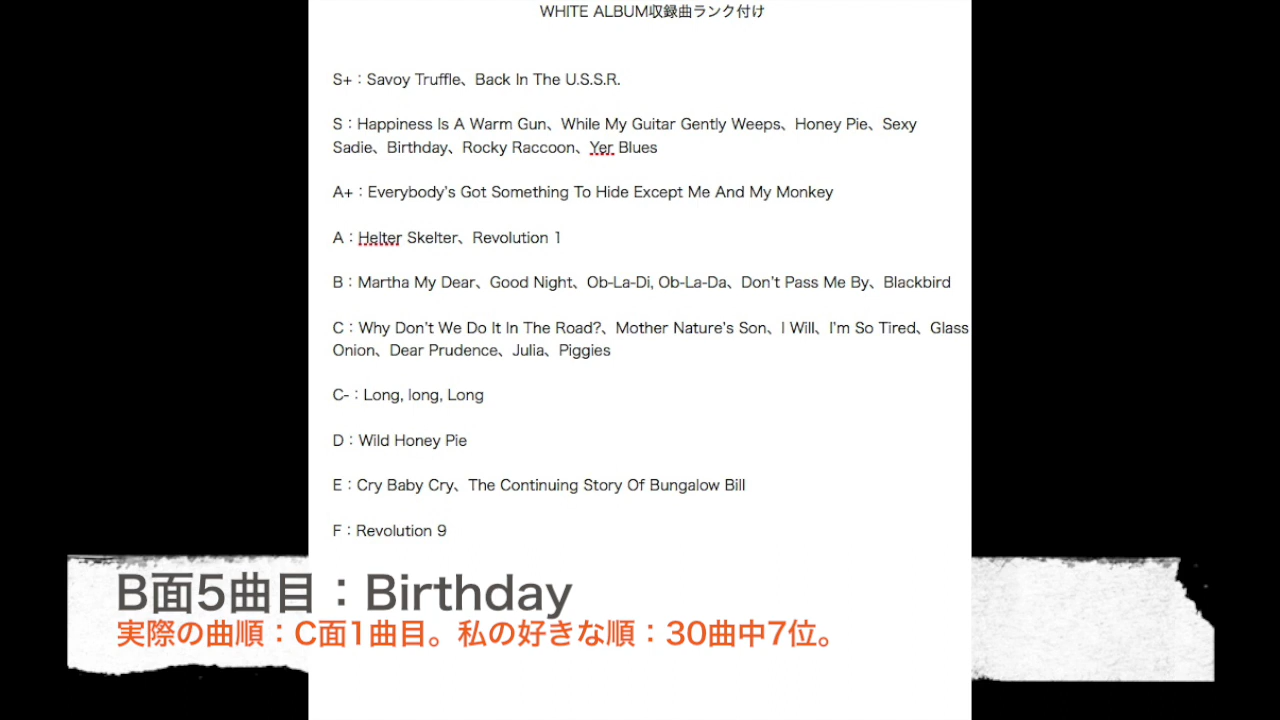 WHITE ALBUM収録曲ランク付け
S+：Savoy Truffle、Back In The U.S.S.R.
S：Happiness Is A Warm Gun、While My Guitar Gently Weeps、Honey Pie、Sexy
Sadie、Birthday、Rocky Raccoon、Yer Blues
A+：Everybody's Got Something To Hide Except Me And My Monkey
A：Helter Skelter、Revolution 1
B：Martha My Dear、Good Night、Ob-La-Di, Ob-La-Da、Don't Pass Me By、Blackbird
C：Why Don't We Do It In The Road?、Mother Nature's Son、I Will、I'm So Tired、Glass
Onion、Dear Prudence、Julia、Piggies
C-：Long, long, Long
D：Wild Honey Pie
E：Cry Baby Cry、The Continuing Story Of Bungalow Bill
F：Revolution 9
B面5曲目：Birthday
実際の曲順：C面1曲目。私の好きな順：30曲中7位。